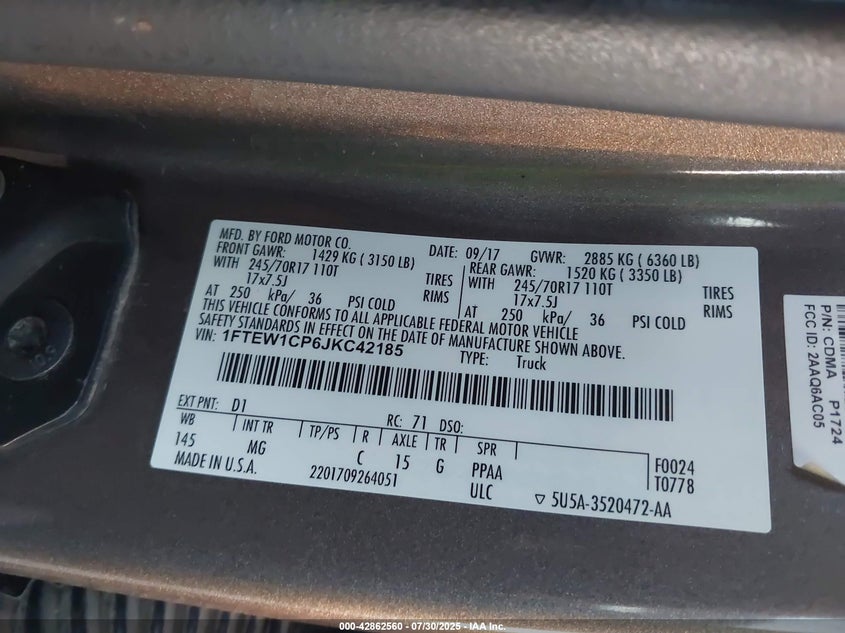 MFD. BY FORD MOTOR CO.
DATE: 09/17 GVWR: 2885 KG ( 6360 LB)
FRONT GAWR: 1429 KG ( 3150 LB)
REAR GAWR: 1520 KG ( 3350 LB)
WITH 245/70R17 110T TIRES
WITH 245/70R17 110T TIRES
17x7.5J RIMS
17x7.5J RIMS
AT 250 kPa/ 36 PSI COLD
AT 250 kPa/ 36 PSI COLD
THIS VEHICLE CONFORMS TO ALL APPLICABLE FEDERAL MOTOR VEHICLE
SAFETY STANDARDS IN EFFECT ON THE DATE OF MANUFACTURE SHOWN ABOVE.
VIN: 1FTEW1CP6JKC42185
TYPE: Truck
EXT PNT: D1 RC: 71 DSO:
WB INT TR TP/PS R AXLE TR SPR
145 MG C 15 G PPAA F0024
MADE IN U.S.A. 2201709264051 ULC T0778
▽ 5U5A-3520472-AA
P/N: CDMA P1724
FCC ID: 2AAQ6AC05
000-42862560 - 07/30/2025 - IAA Inc.